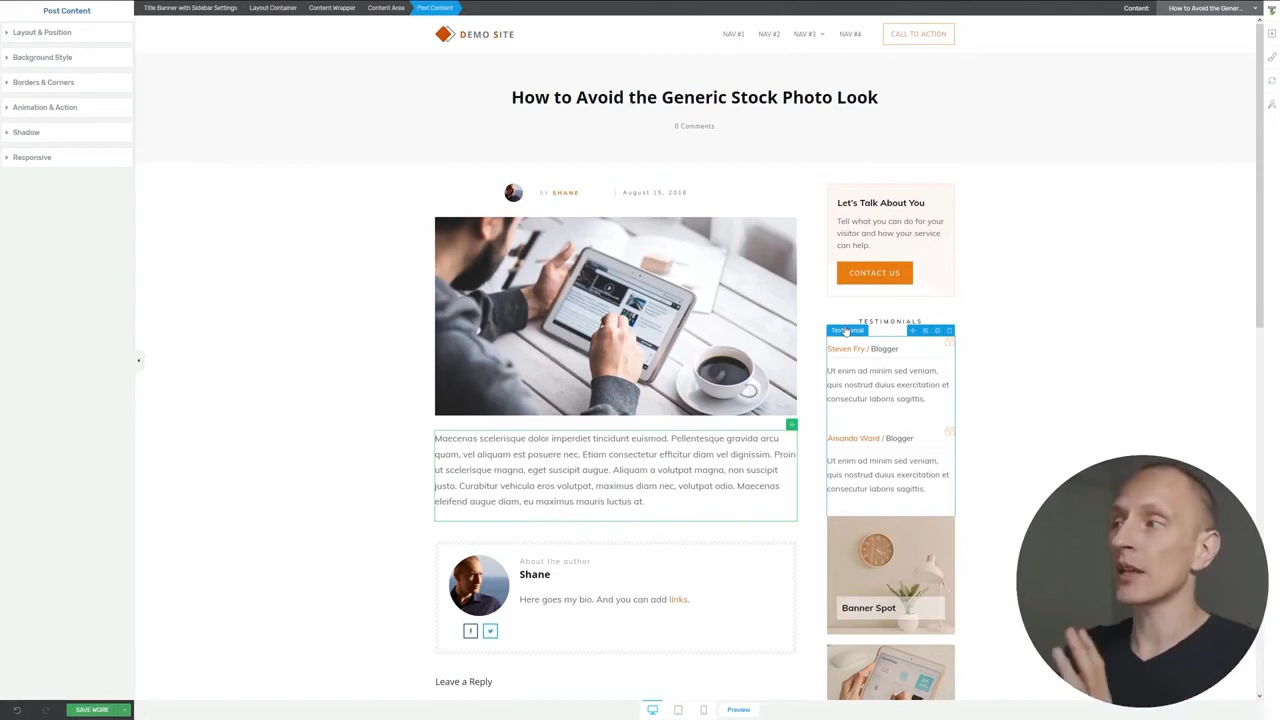 Post Content
Title Banner with Sidebar Settings
Layout Container
Content Wrapper
Content Area
Post Content
Content:
How to Avoid the Gener...
Layout & Position
Background Style
Borders & Corners
Animation & Action
Shadow
Responsive
DEMO SITE
NAV #1
NAV #2
NAV #3
NAV #4
CALL TO ACTION
How to Avoid the Generic Stock Photo Look
0 Comments
BY SHANE
August 15, 2016
Maecenas scelerisque dolor imperdiet tincidunt euismod. Pellentesque gravida arcu
quam, vel aliquam est posuere nec. Etiam consectetur efficitur diam vel dignissim. Proin
ut scelerisque magna, eget suscipit augue. Aliquam a volutpat magna, non suscipit
justo. Curabitur vehicula eros volutpat, maximus diam nec, volutpat odio. Maecenas
eleifend augue diam, eu maximus mauris luctus at.
About the author
Shane
Here goes my bio. And you can add links.
Leave a Reply
Let's Talk About You
Tell what you can do for your
visitor and how your service
can help.
CONTACT US
TESTIMONIALS
Testimonial
Steven Fry / Blogger
Ut enim ad minim sed veniam,
quis nostrud duius exercitation et
consectetur laboris sagittis.
Amanda Ward / Blogger
Ut enim ad minim sed veniam,
quis nostrud duius exercitation et
consectetur laboris sagittis.
Banner Spot
SAVE WORK
Preview